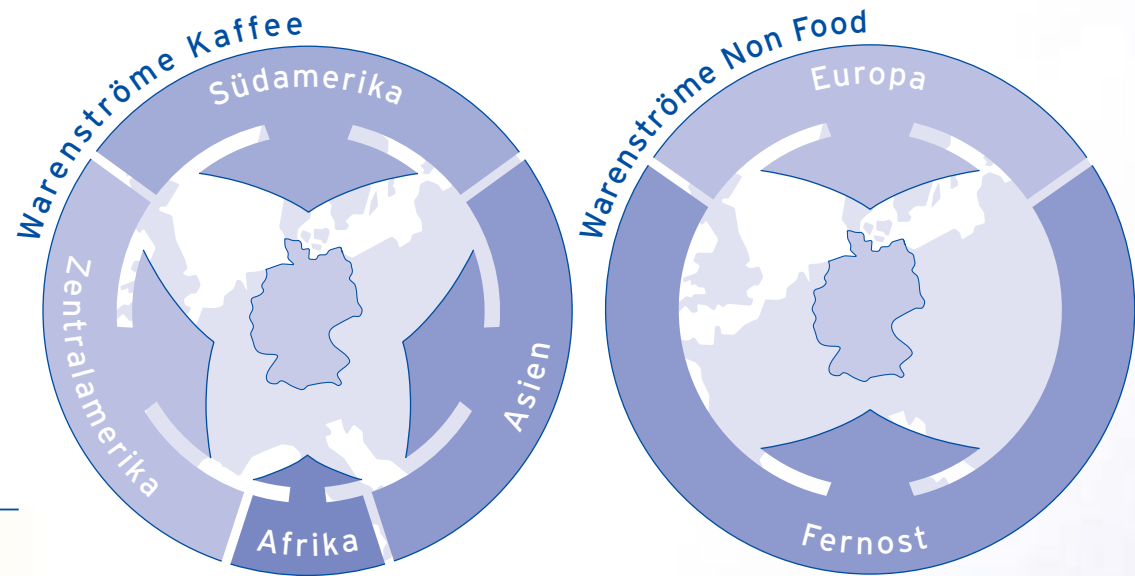 Warenströme Kaffee
Südamerika
Zentralamerika
Asien
Afrika
Warenströme Non Food
Europa
Fernost